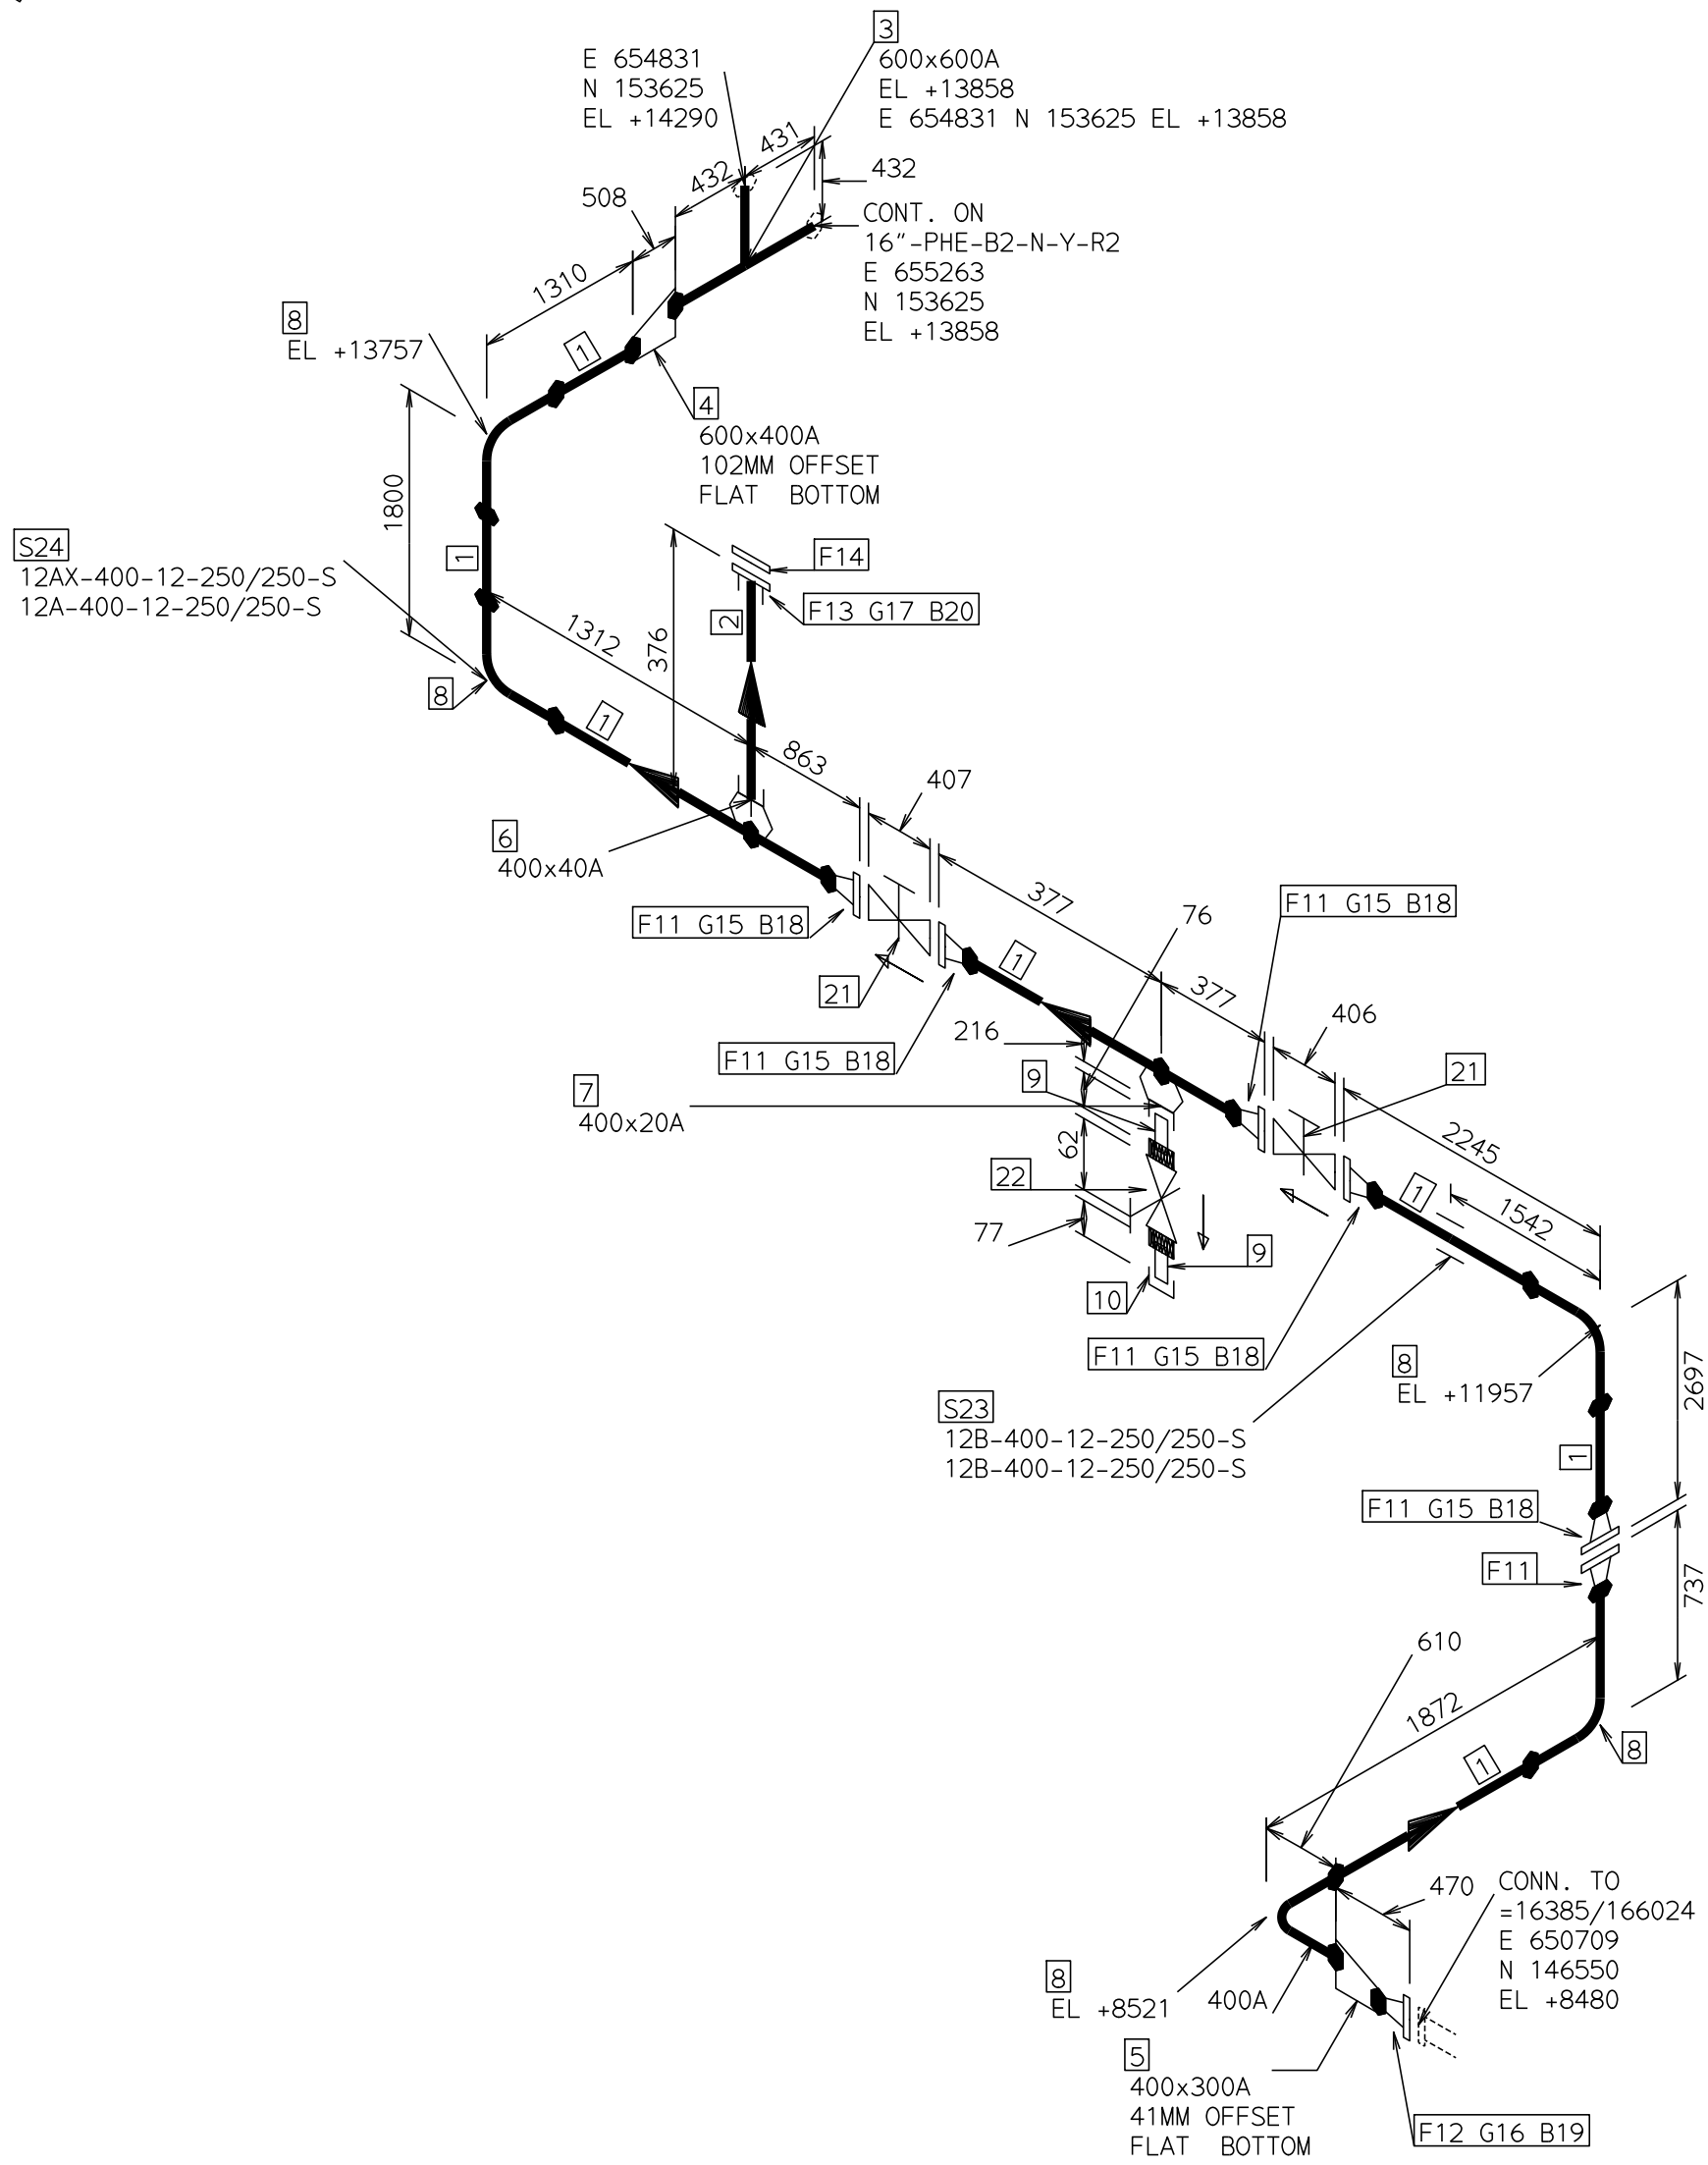 3
600x600A
EL +13858
E 654831 N 153625 EL +13858
E 654831
N 153625
EL +14290
431
432
432
508
CONT. ON
16"-PHE-B2-N-Y-R2
E 655263
N 153625
EL +13858
1310
8
EL +13757
1
4
600x400A
102MM OFFSET
FLAT BOTTOM
1800
S24
12AX-400-12-250/250-S
12A-400-12-250/250-S
1
F14
F13 G17 B20
2
376
1312
8
1
863
407
6
400x40A
F11 G15 B18
377
76
F11 G15 B18
21
1
377
406
216
F11 G15 B18
21
9
7
400x20A
62
2245
22
1
1542
77
9
10
F11 G15 B18
8
EL +11957
2697
S23
12B-400-12-250/250-S
12B-400-12-250/250-S
1
F11 G15 B18
F11
737
610
1872
8
1
470
CONN. TO
=16385/166024
E 650709
N 146550
EL +8480
8
EL +8521
400A
5
400x300A
41MM OFFSET
FLAT BOTTOM
F12 G16 B19